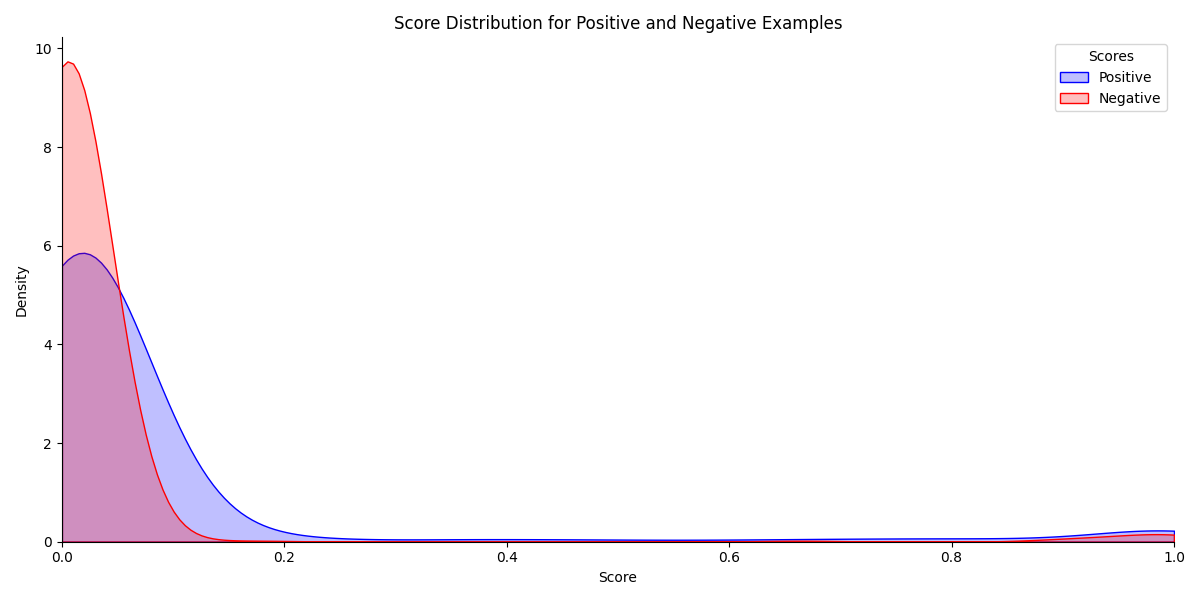 Score Distribution for Positive and Negative Examples
Scores
Positive
Negative
Density
10
8
6
4
2
0
0.0 0.2 0.4 0.6 0.8 1.0
Score